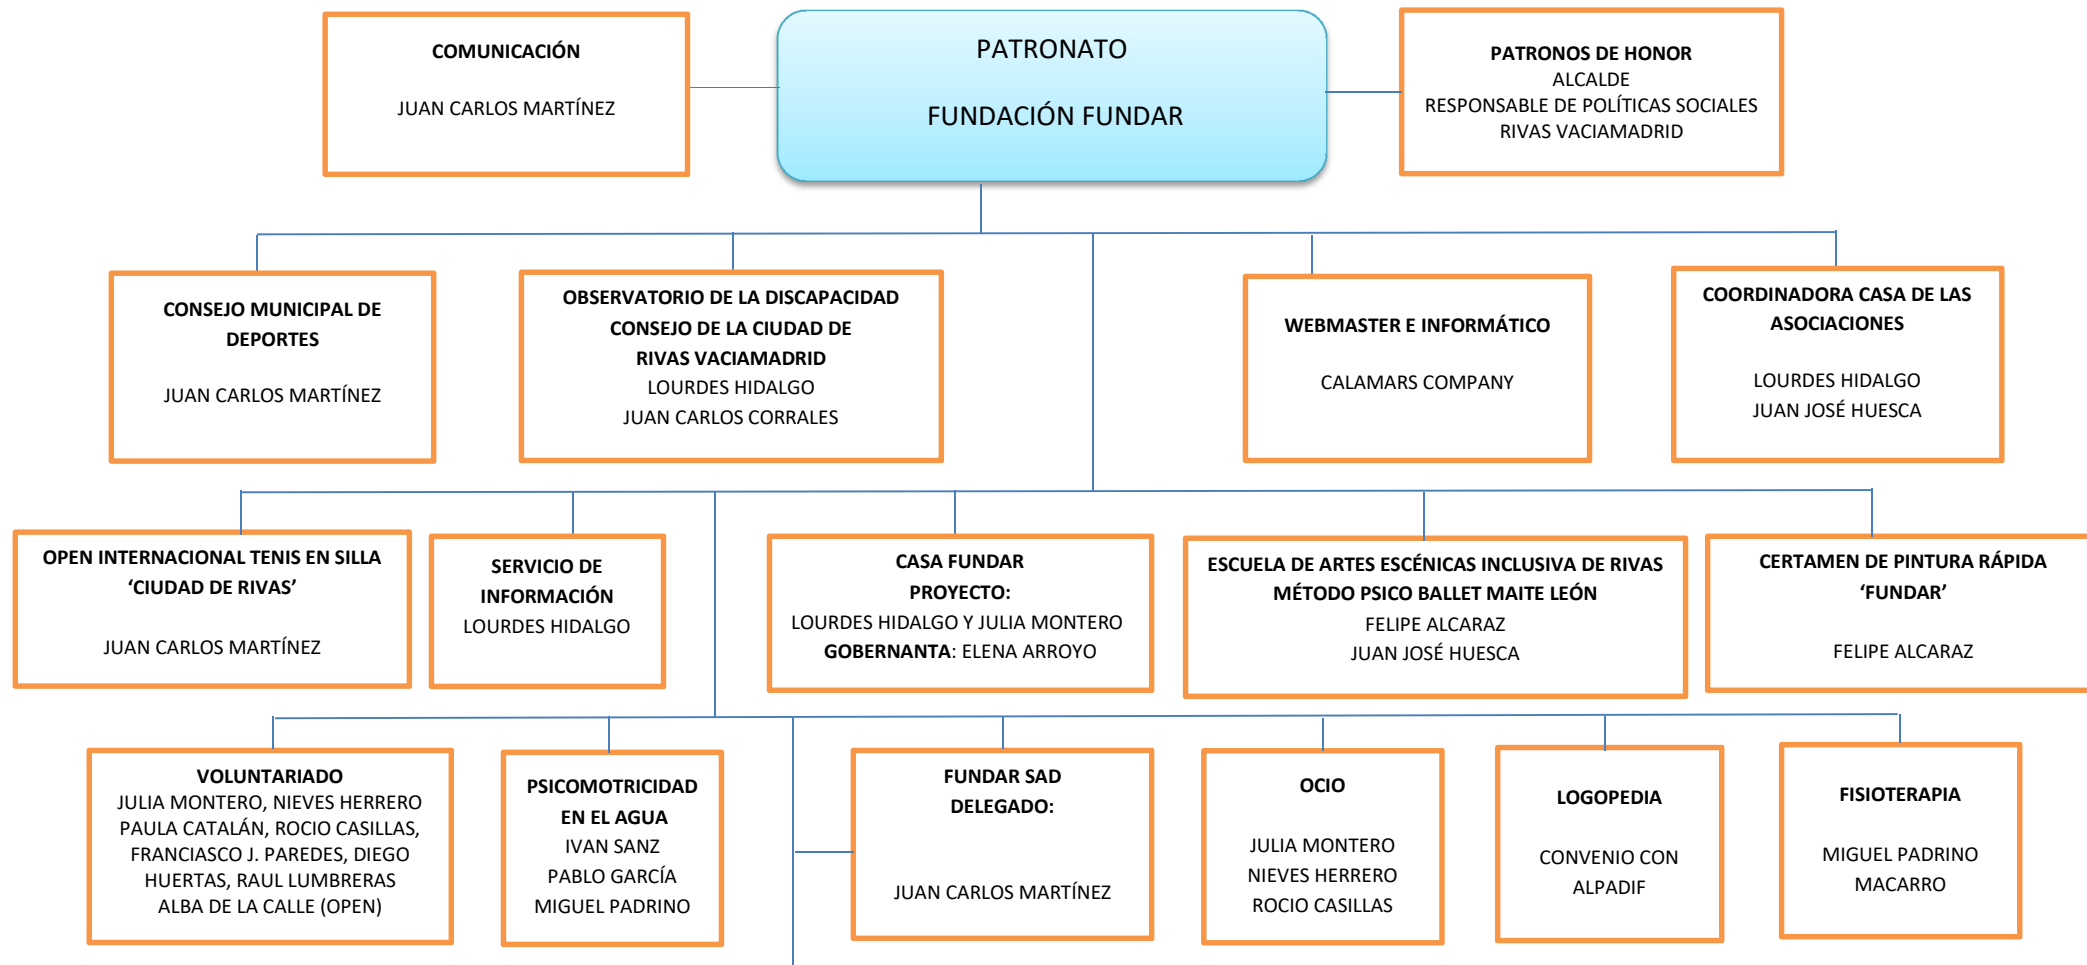 COMUNICACIÓN
JUAN CARLOS MARTÍNEZ
PATRONATO
FUNDACIÓN FUNDAR
PATRONOS DE HONOR
ALCALDE
RESPONSABLE DE POLÍTICAS SOCIALES
RIVAS VACIAMADRID
CONSEJO MUNICIPAL DE
DEPORTES
JUAN CARLOS MARTÍNEZ
OBSERVATORIO DE LA DISCAPACIDAD
CONSEJO DE LA CIUDAD DE
RIVAS VACIAMADRID
LOURDES HIDALGO
JUAN CARLOS CORRALES
WEBMASTER E INFORMÁTICO
CALAMARS COMPANY
COORDINADORA CASA DE LAS
ASOCIACIONES
LOURDES HIDALGO
JUAN JOSÉ HUESCA
OPEN INTERNACIONAL TENIS EN SILLA
‘CIUDAD DE RIVAS’
JUAN CARLOS MARTÍNEZ
SERVICIO DE
INFORMACIÓN
LOURDES HIDALGO
CASA FUNDAR
PROYECTO:
LOURDES HIDALGO Y JULIA MONTERO
GOBERNANTA: ELENA ARROYO
ESCUELA DE ARTES ESCÉNICAS INCLUSIVA DE RIVAS
MÉTODO PSICO BALLET MAITE LEÓN
FELIPE ALCARAZ
JUAN JOSÉ HUESCA
CERTAMEN DE PINTURA RÁPIDA
‘FUNDAR’
FELIPE ALCARAZ
VOLUNTARIADO
JULIA MONTERO, NIEVES HERRERO
PAULA CATALÁN, ROCIO CASILLAS,
FRANCIASCO J. PAREDES, DIEGO
HUERTAS, RAUL LUMBRERAS
ALBA DE LA CALLE (OPEN)
PSICOMOTRICIDAD
EN EL AGUA
IVAN SANZ
PABLO GARCÍA
MIGUEL PADRINO
FUNDAR SAD
DELEGADO:
JUAN CARLOS MARTÍNEZ
OCIO
JULIA MONTERO
NIEVES HERRERO
ROCIO CASILLAS
LOGOPEDIA
CONVENIO CON
ALPADIF
FISIOTERAPIA
MIGUEL PADRINO
MACARRO